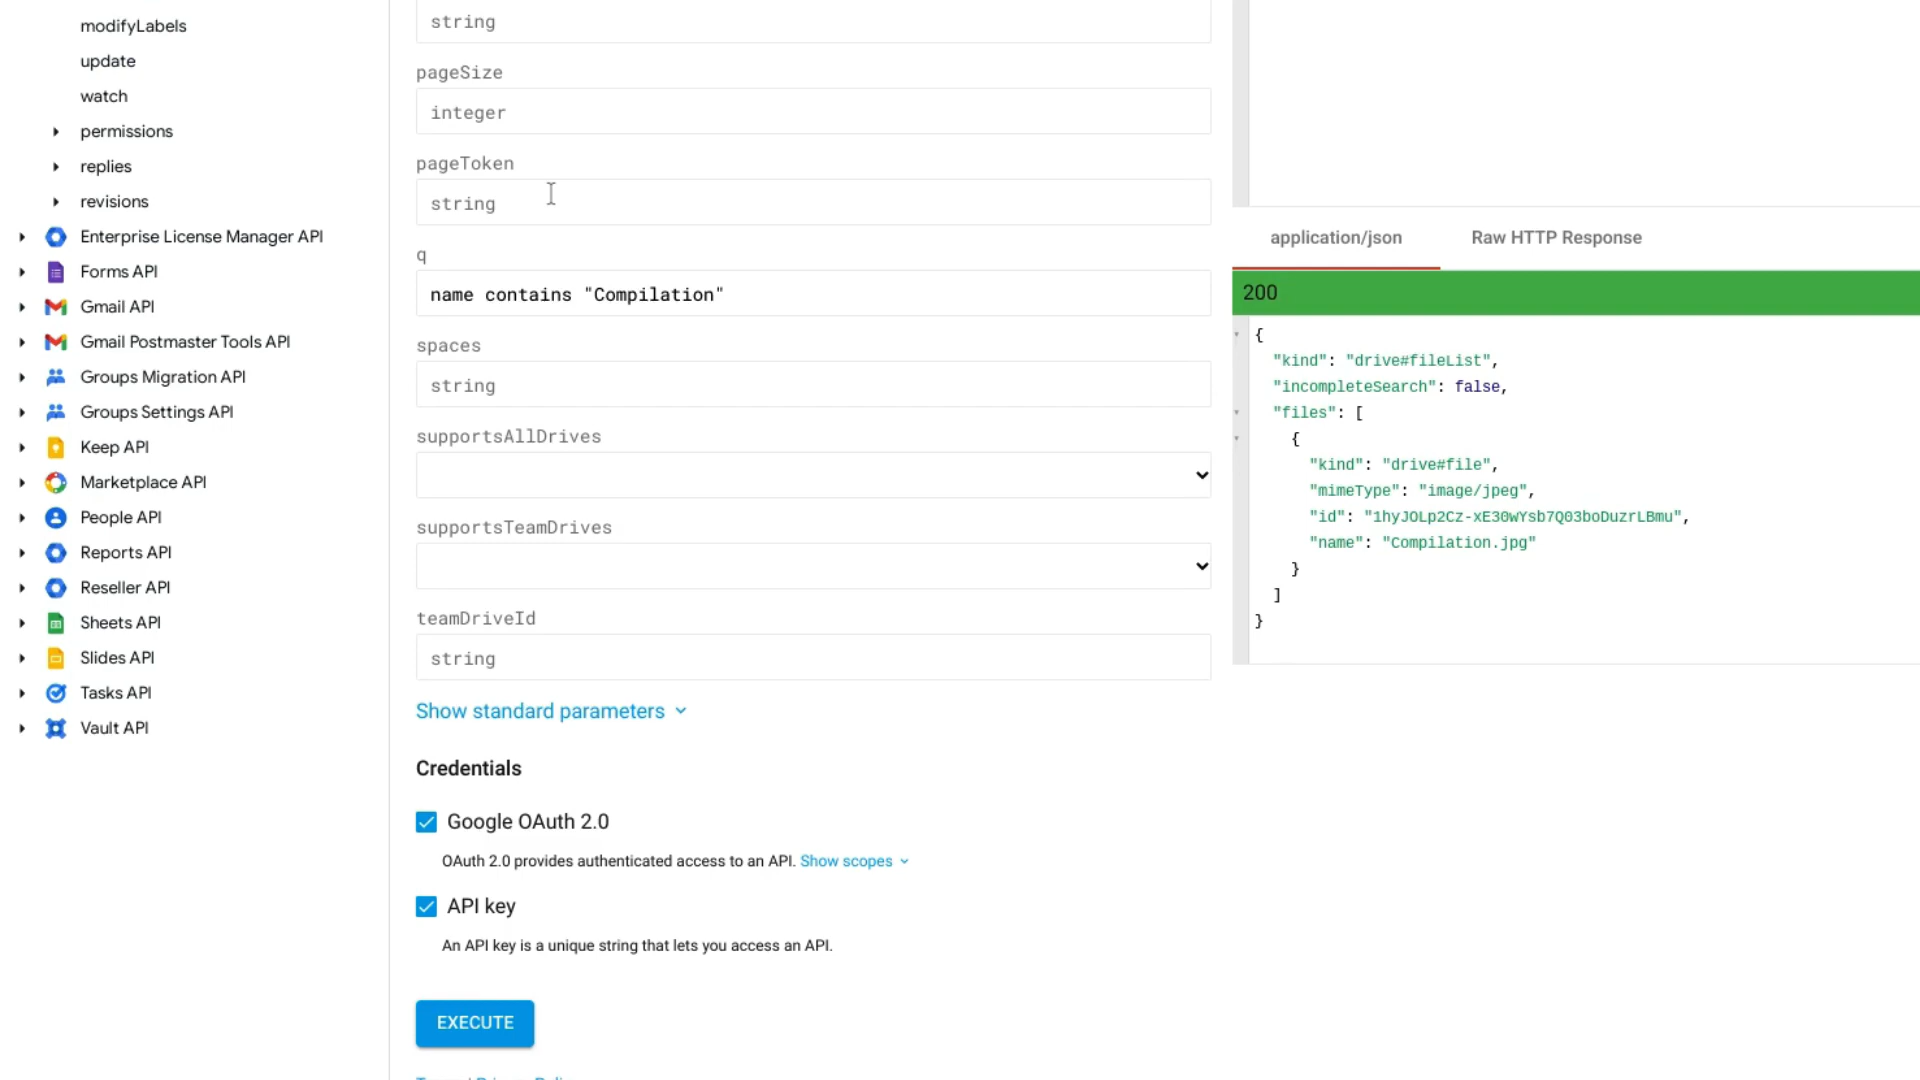 modifyLabels
update
watch
permissions
replies
revisions
Enterprise License Manager API
Forms API
Gmail API
Gmail Postmaster Tools API
Groups Migration API
Groups Settings API
Keep API
Marketplace API
People API
Reports API
Reseller API
Sheets API
Slides API
Tasks API
Vault API
string
pageSize
integer
pageToken
string
q
name contains "Compilation"
spaces
string
supportsAllDrives
supportsTeamDrives
teamDriveId
string
Show standard parameters
Credentials
Google OAuth 2.0
OAuth 2.0 provides authenticated access to an API. Show scopes
API key
An API key is a unique string that lets you access an API.
EXECUTE
application/json Raw HTTP Response
200
{
"kind": "drive#fileList",
"incompleteSearch": false,
"files": [
{
"kind": "drive#file",
"mimeType": "image/jpeg",
"id": "1hyJOLp2Cz-xE30wYsb7Q03boDuzrLBmu",
"name": "Compilation.jpg"
}
]
}